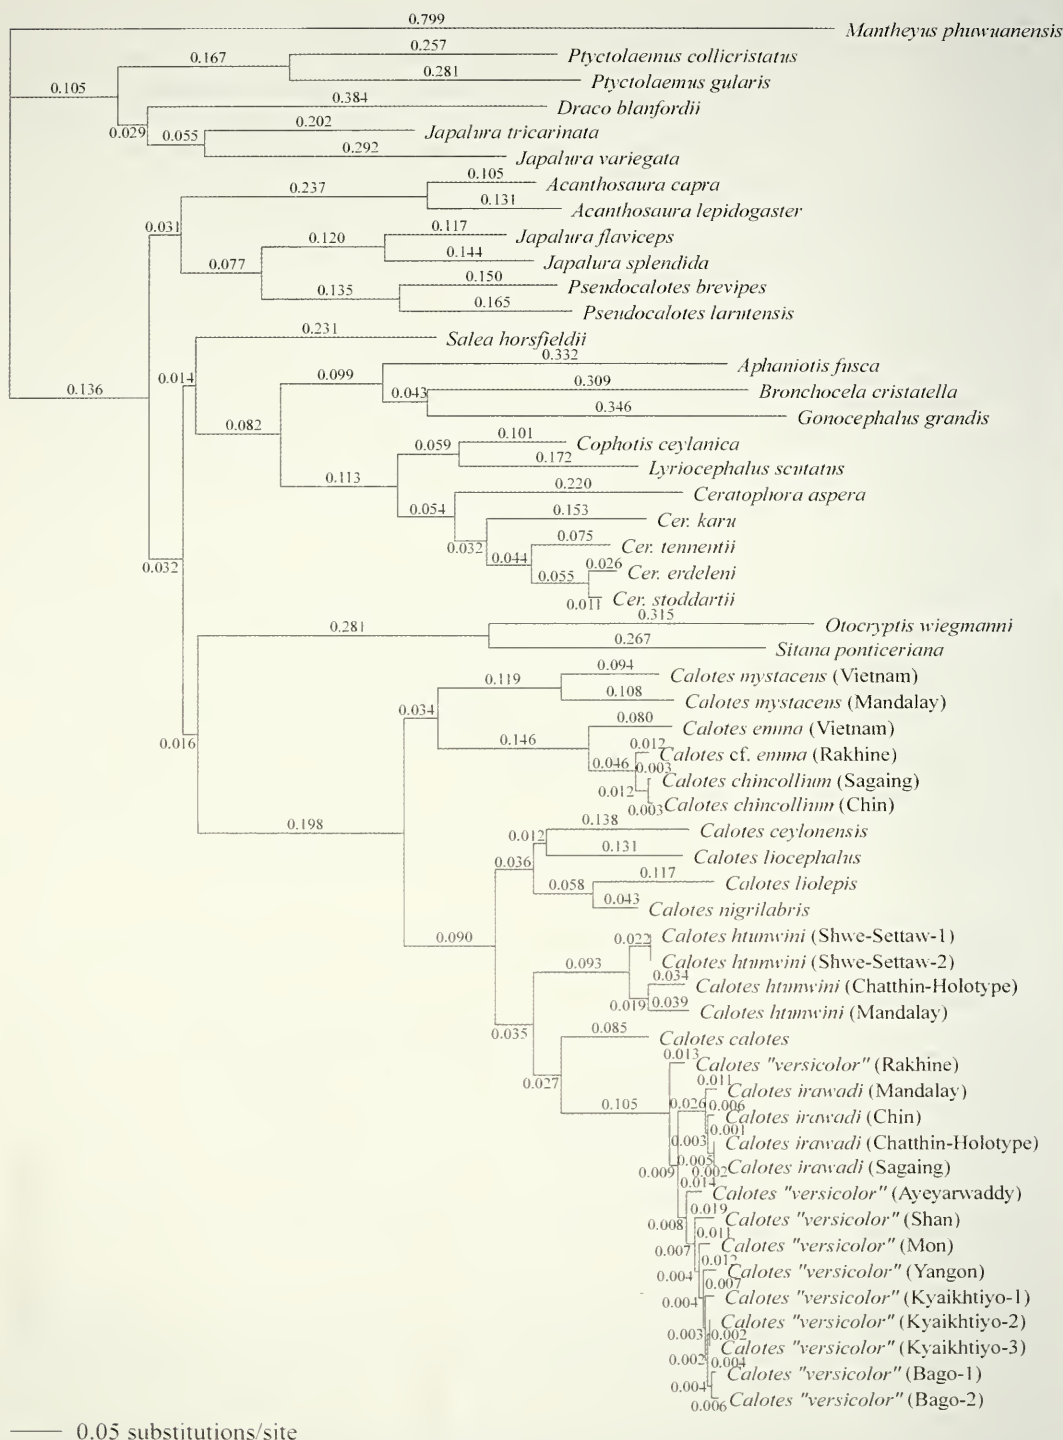 0.799
Mantheyus phuwuanensis
0.257
0.167
Ptyctolaemus collicristatus
0.281
Ptyctolaemus gularis
0.105
0.384
Draco blanfordii
0.029
0.202
0.055
Japalura tricarinata
0.292
Japalura variegata
0.105
0.237
Acanthosaura capra
0.131
Acanthosaura lepidogaster
0.031
0.117
0.120
Japalura flaviceps
0.144
Japalura splendida
0.077
0.150
0.135
Pseudocalotes brevipes
0.165
Pseudocalotes larutensis
0.231
Salea horsfieldii
0.136
0.014
0.332
0.099
Aphaniotis fusca
0.309
0.043
Bronchocela cristatella
0.346
Gonocephalus grandis
0.082
0.101
0.059
Cophotis ceylanica
0.172
Lyriocephalus scutatus
0.113
0.220
0.054
Ceratophora aspera
0.153
Cer. karu
0.032
0.075
0.044
Cer. tennentii
0.026
0.055
Cer. erdeleni
0.011
Cer. stoddartii
0.032
0.315
0.281
Otocryptis wiegmanni
0.267
Sitana ponticeriana
0.094
0.119
Calotes mystaceus (Vietnam)
0.108
Calotes mystaceus (Mandalay)
0.034
0.080
0.146
Calotes emma (Vietnam)
0.016
0.012
0.046
Calotes cf. emma (Rakhine)
0.003
Calotes chincollium (Sagaing)
0.012
0.003
Calotes chincollium (Chin)
0.198
0.138
0.012
Calotes ceylonensis
0.131
Calotes liocephalus
0.036
0.117
0.058
Calotes liolepis
0.043
Calotes nigrilabris
0.090
0.022
Calotes htunwini (Shwe-Settaw-1)
0.093
Calotes htunwini (Shwe-Settaw-2)
0.034
Calotes htunwini (Chatthin-Holotype)
0.019
0.039
Calotes htunwini (Mandalay)
0.035
0.085
Calotes calotes
0.027
0.013
Calotes "versicolor" (Rakhine)
0.105
0.011
Calotes irawadi (Mandalay)
0.026
0.006
Calotes irawadi (Chin)
0.001
0.003
Calotes irawadi (Chatthin-Holotype)
0.005
0.002
Calotes irawadi (Sagaing)
0.009
0.014
Calotes "versicolor" (Ayeyarwaddy)
0.019
0.008
Calotes "versicolor" (Shan)
0.011
0.007
Calotes "versicolor" (Mon)
0.012
0.004
Calotes "versicolor" (Yangon)
0.007
0.004
Calotes "versicolor" (Kyaikhtiyo-1)
Calotes "versicolor" (Kyaikhtiyo-2)
0.003
0.002
Calotes "versicolor" (Kyaikhtiyo-3)
0.002
0.004
Calotes "versicolor" (Bago-1)
0.004
0.006
Calotes "versicolor" (Bago-2)
0.05 substitutions/site